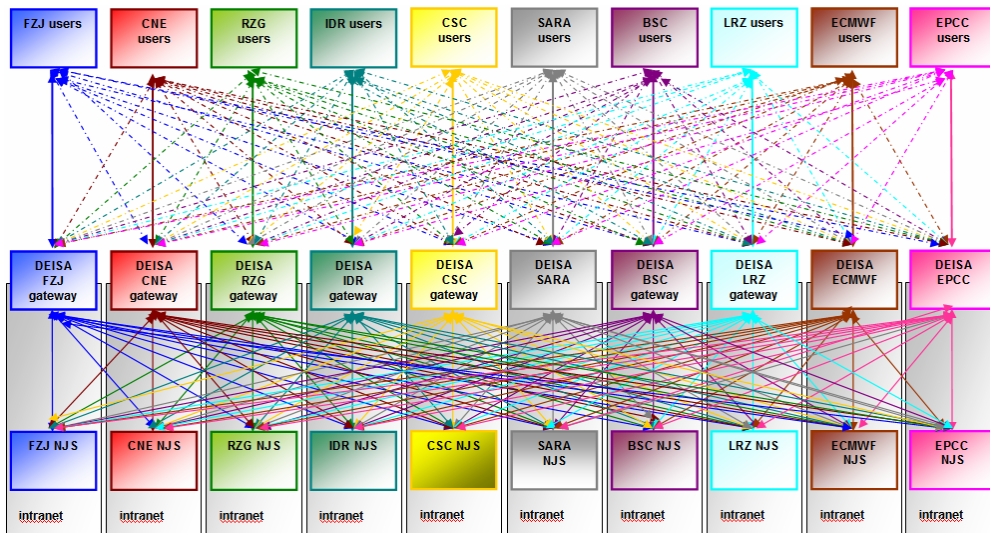 FZJ users
CNE
users
RZG
users
IDR users
CSC
users
SARA
users
BSC
users
LRZ users
ECMWF
users
EPCC
users
DEISA
FZJ
gateway
DEISA
CNE
gateway
DEISA
RZG
gateway
DEISA
IDR
gateway
DEISA
CSC
gateway
DEISA
SARA
DEISA
BSC
gateway
DEISA
LRZ
gateway
DEISA
ECMWF
DEISA
EPCC
FZJ NJS
CNE NJS
RZG NJS
IDR NJS
CSC NJS
SARA
NJS
BSC NJS
LRZ NJS
ECMWF
NJS
EPCC
NJS
intranet
intranet
intranet
intranet
intranet
intranet
intranet
intranet
intranet
intranet